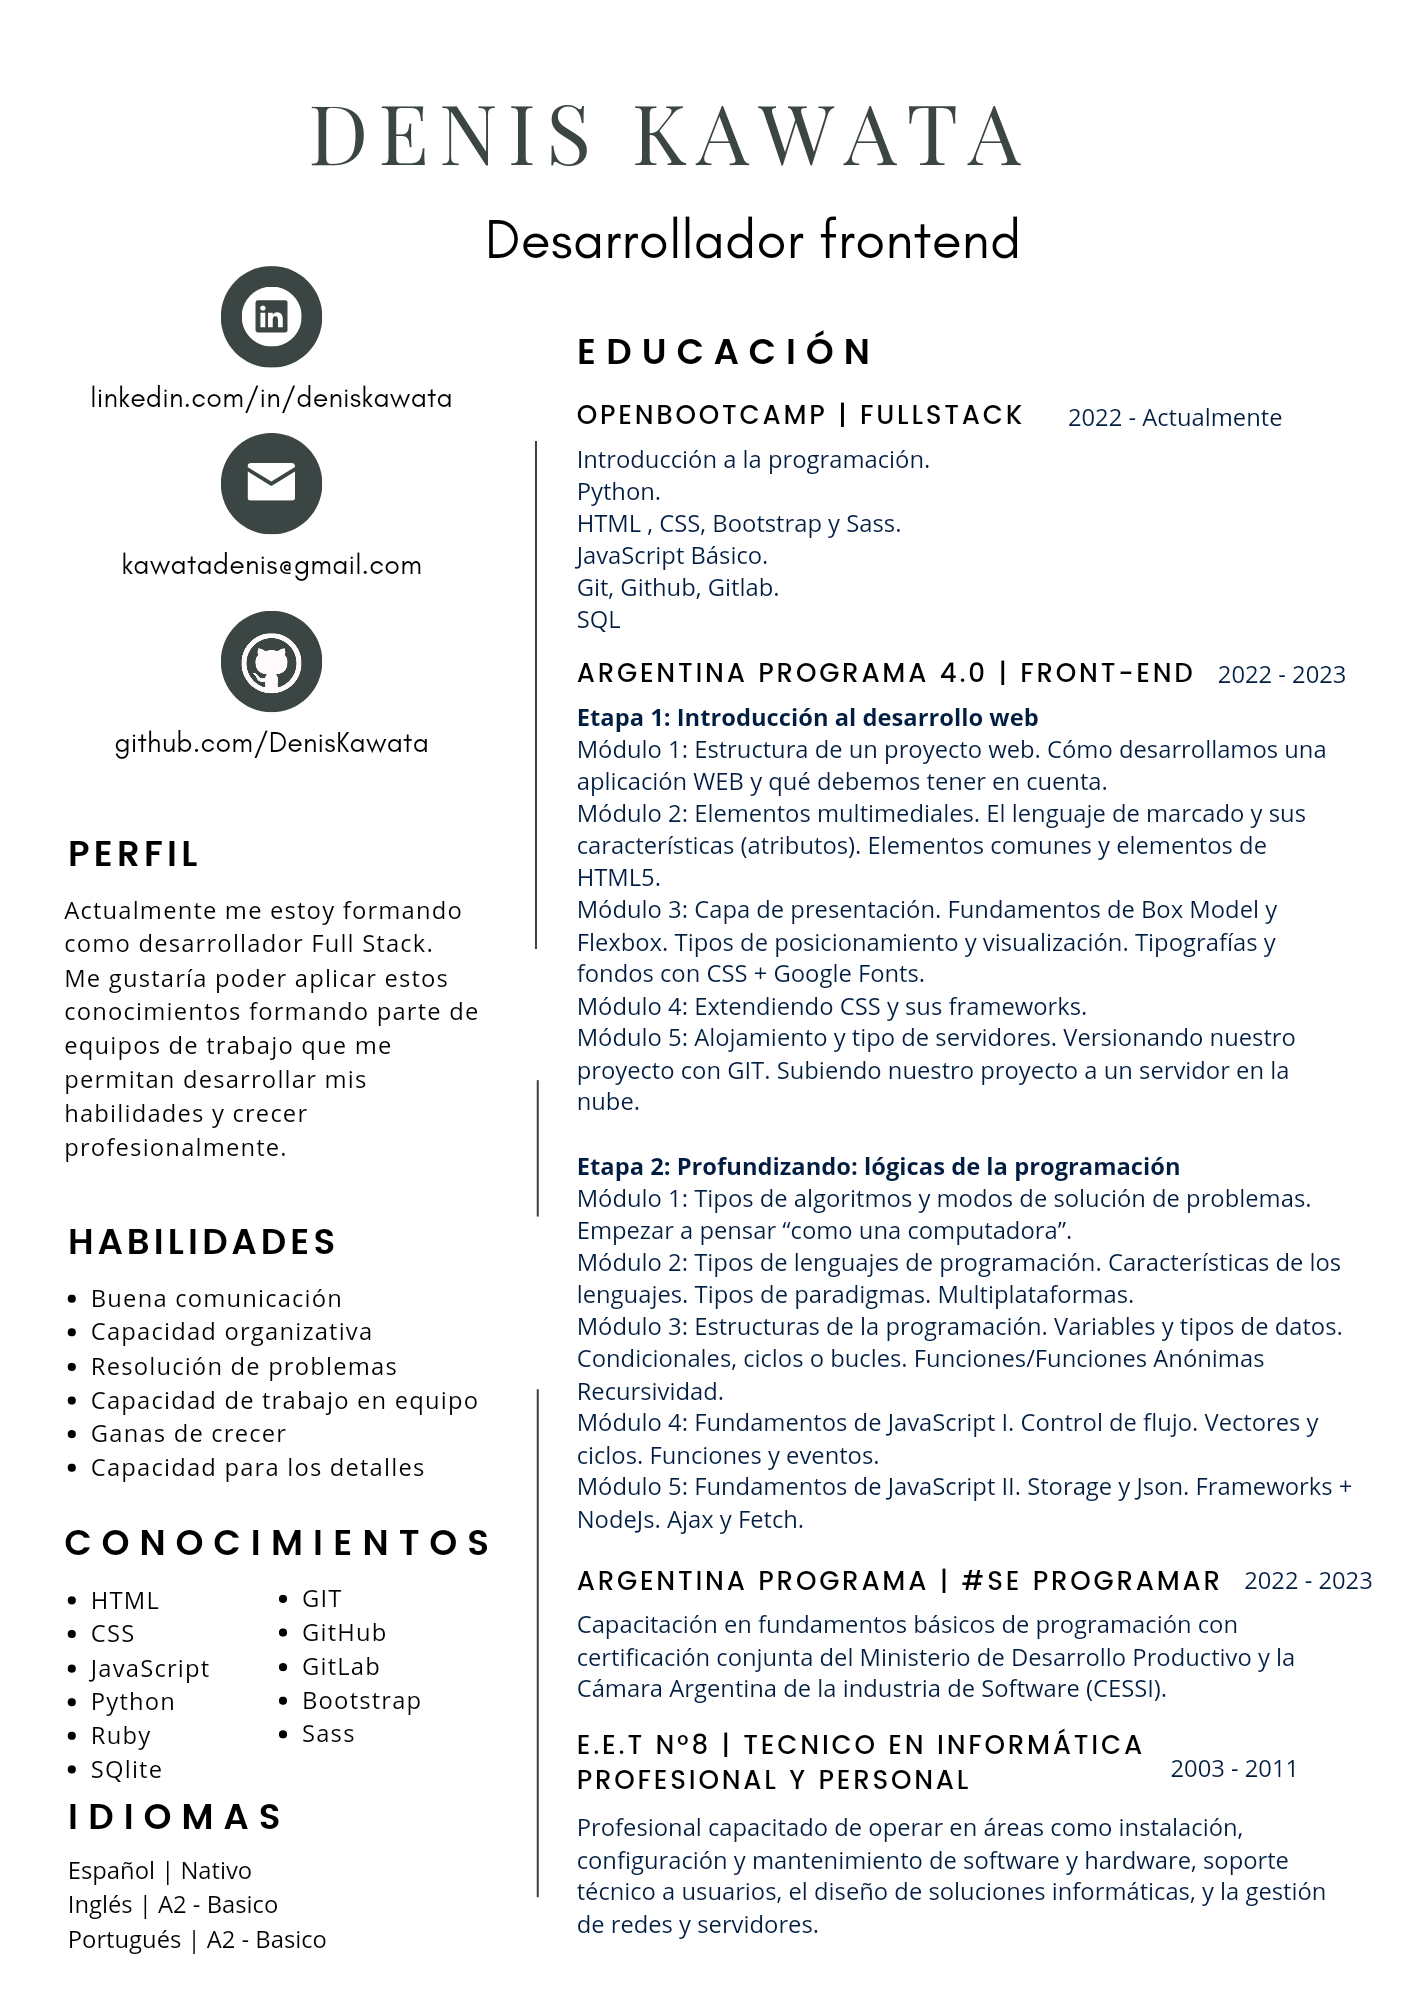 DENIS KAWATA
Desarrollador frontend
linkedin.com/in/deniskawata
kawatadenis@gmail.com
github.com/DenisKawata
PERFIL
Actualmente me estoy formando
como desarrollador Full Stack.
Me gustaría poder aplicar estos
conocimientos formando parte de
equipos de trabajo que me
permitan desarrollar mis
habilidades y crecer
profesionalmente.
HABILIDADES
• Buena comunicación
• Capacidad organizativa
• Resolución de problemas
• Capacidad de trabajo en equipo
• Ganas de crecer
• Capacidad para los detalles
CONOCIMIENTOS
• HTML
• CSS
• JavaScript
• Python
• Ruby
• SQlite
• GIT
• GitHub
• GitLab
• Bootstrap
• Sass
IDIOMAS
Español | Nativo
Inglés | A2 - Basico
Portugués | A2 - Basico
EDUCACIÓN
OPENBOOTCAMP | FULLSTACK 2022 - Actualmente
Introducción a la programación.
Python.
HTML , CSS, Bootstrap y Sass.
JavaScript Básico.
Git, Github, Gitlab.
SQL
ARGENTINA PROGRAMA 4.0 | FRONT-END 2022 - 2023
Etapa 1: Introducción al desarrollo web
Módulo 1: Estructura de un proyecto web. Cómo desarrollamos una
aplicación WEB y qué debemos tener en cuenta.
Módulo 2: Elementos multimediales. El lenguaje de marcado y sus
características (atributos). Elementos comunes y elementos de
HTML5.
Módulo 3: Capa de presentación. Fundamentos de Box Model y
Flexbox. Tipos de posicionamiento y visualización. Tipografías y
fondos con CSS + Google Fonts.
Módulo 4: Extendiendo CSS y sus frameworks.
Módulo 5: Alojamiento y tipo de servidores. Versionando nuestro
proyecto con GIT. Subiendo nuestro proyecto a un servidor en la
nube.
Etapa 2: Profundizando: lógicas de la programación
Módulo 1: Tipos de algoritmos y modos de solución de problemas.
Empezar a pensar “como una computadora”.
Módulo 2: Tipos de lenguajes de programación. Características de los
lenguajes. Tipos de paradigmas. Multiplataformas.
Módulo 3: Estructuras de la programación. Variables y tipos de datos.
Condicionales, ciclos o bucles. Funciones/Funciones Anónimas
Recursividad.
Módulo 4: Fundamentos de JavaScript I. Control de flujo. Vectores y
ciclos. Funciones y eventos.
Módulo 5: Fundamentos de JavaScript II. Storage y Json. Frameworks +
NodeJs. Ajax y Fetch.
ARGENTINA PROGRAMA | #SE PROGRAMAR 2022 - 2023
Capacitación en fundamentos básicos de programación con
certificación conjunta del Ministerio de Desarrollo Productivo y la
Cámara Argentina de la industria de Software (CESSI).
E.E.T Nº8 | TECNICO EN INFORMÁTICA
PROFESIONAL Y PERSONAL
2003 - 2011
Profesional capacitado de operar en áreas como instalación,
configuración y mantenimiento de software y hardware, soporte
técnico a usuarios, el diseño de soluciones informáticas, y la gestión
de redes y servidores.